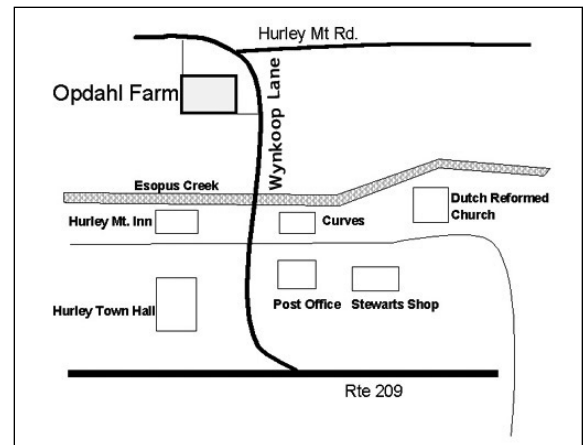 Hurley Mt Rd.
Opdahl Farm
Wynkoop Lane
Esopus Creek
Hurley Mt. Inn
Curves
Dutch Reformed
Church
Post Office
Stewarts Shop
Hurley Town Hall
Rte 209